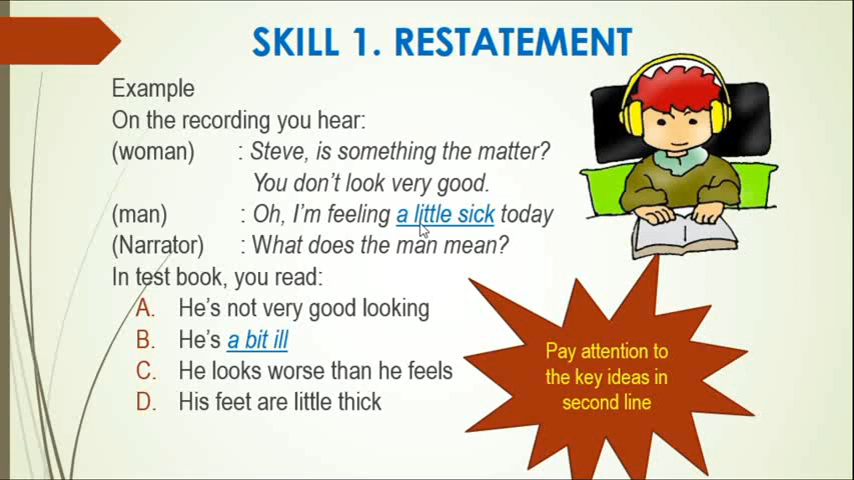 SKILL 1. RESTATEMENT
Example
On the recording you hear:
(woman) : Steve, is something the matter?
You don't look very good.
(man) : Oh, I'm feeling a little sick today
(Narrator) : What does the man mean?
In test book, you read:
A. He's not very good looking
B. He's a bit ill
C. He looks worse than he feels
D. His feet are little thick
Pay attention to
the key ideas in
second line